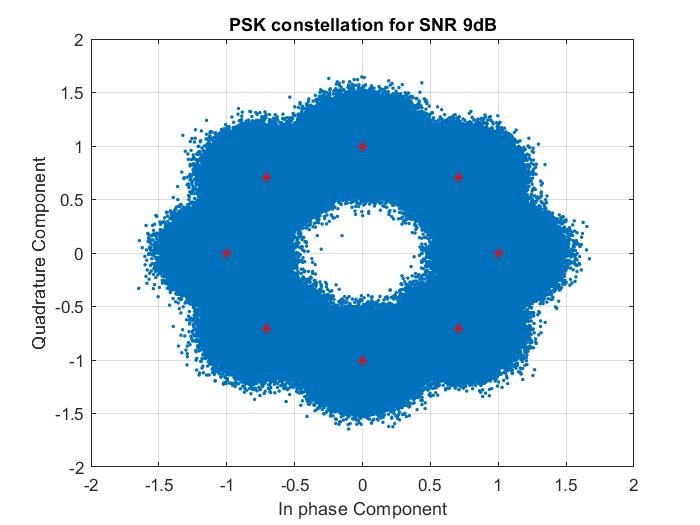 PSK constellation for SNR 9dB
2
1.5
1
0.5
0
-0.5
-1
-1.5
-2
Quadrature Component
-2 -1.5 -1 -0.5 0 0.5 1 1.5 2
In phase Component